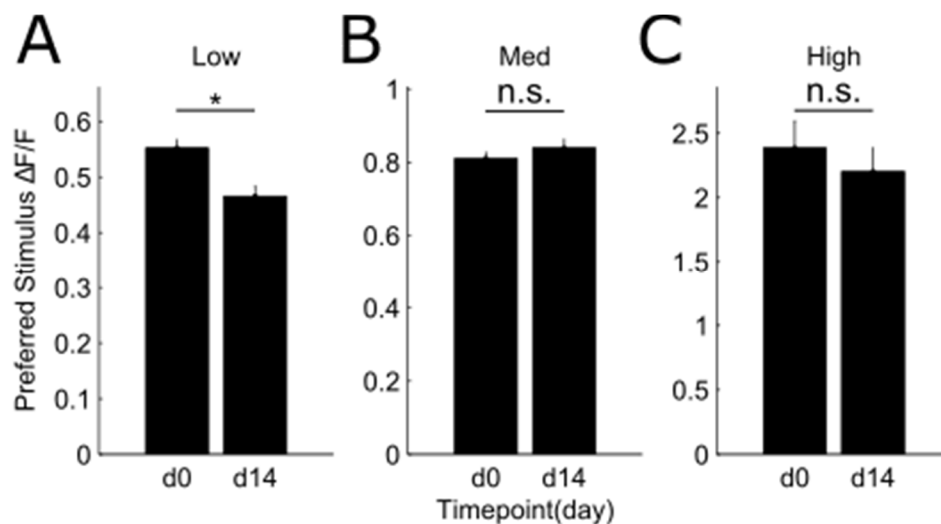 A
Low
*
Preferred Stimulus ΔF/F
0.6
0.5
0.4
0.3
0.2
0.1
0
d0 d14
B
Med
n.s.
1
0.8
0.6
0.4
0.2
0
d0 d14
Timepoint(day)
C
High
n.s.
2.5
2
1.5
1
0.5
0
d0 d14